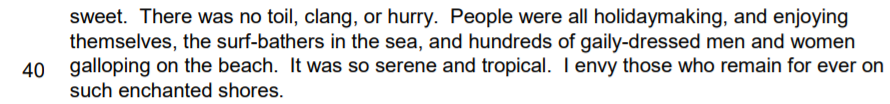 sweet.  There was no toil, clang, or hurry.  People were all holidaymaking, and enjoying
themselves, the surf-bathers in the sea, and hundreds of gaily-dressed men and women
40 galloping on the beach.  It was so serene and tropical.  I envy those who remain for ever on
such enchanted shores.